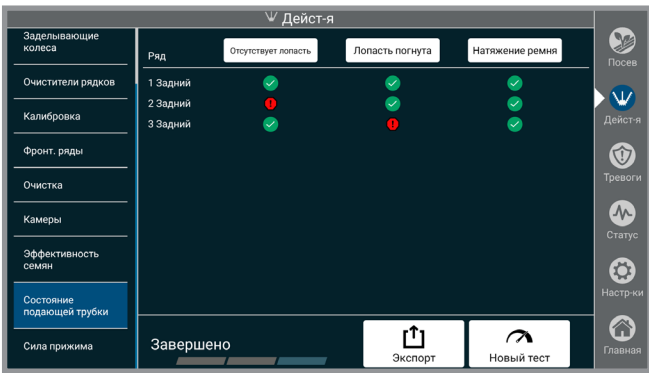 Дейст-я
Заделывающие
колеса
Очистители рядков
Калибровка
Фронт. ряды
Очистка
Камеры
Эффективность
семян
Состояние
подающей трубки
Сила прижима
Ряд
Отсутствует лопасть
Лопасть погнута
Натяжение ремня
1 Задний
2 Задний
3 Задний
Завершено
Экспорт
Новый тест
Посев
Дейст-я
Тревоги
Статус
Настр-ки
Главная